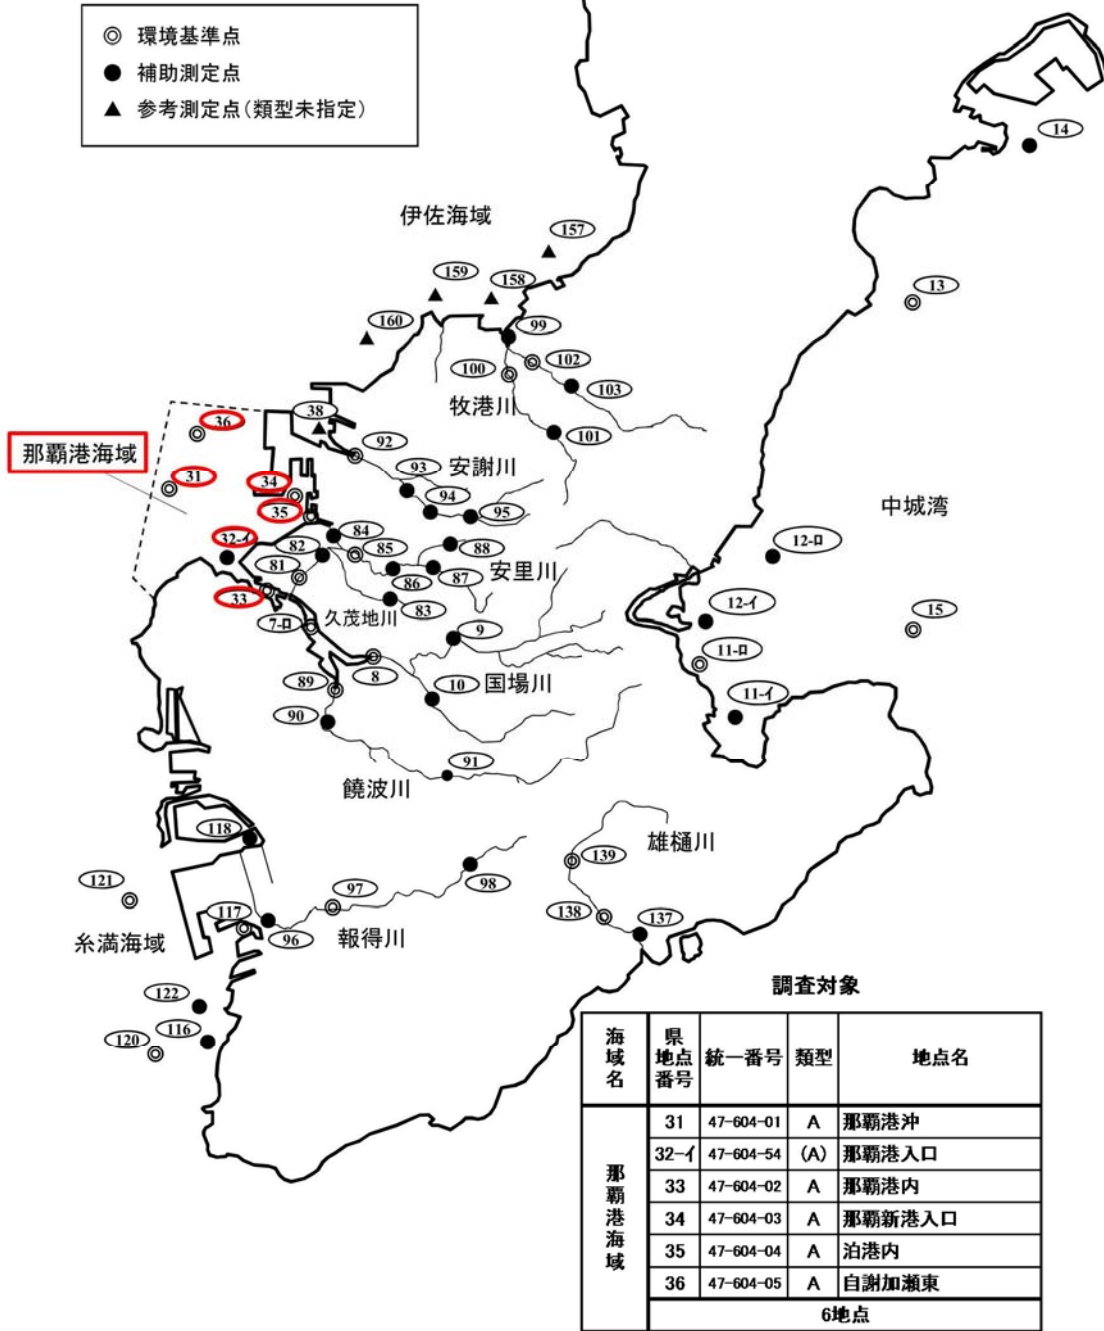 ◎ 環境基準点
● 補助測定点
▲ 参考測定点(類型未指定)
14
伊佐海域
157
159
158
13
160
99
102
100
103
牧港川
36
38
那覇港海域
92
101
31
34
93
安謝川
35
94
95
中城湾
32-イ
84
82
85
88
12-ロ
81
安里川
86
87
33
83
12-イ
15
7-ロ
久茂地川
9
11-ロ
8
89
10
国場川
11-イ
90
91
饒波川
118
雄樋川
139
121
97
98
117
138
137
糸満海域
96
報得川
122
116
120
調査対象
海域名 県地点番号 統一番号 類型 地点名
那覇港海域
31 47-604-01 A 那覇港沖
32-イ 47-604-54 (A) 那覇港入口
33 47-604-02 A 那覇港内
34 47-604-03 A 那覇新港入口
35 47-604-04 A 泊港内
36 47-604-05 A 自謝加瀬東
6地点